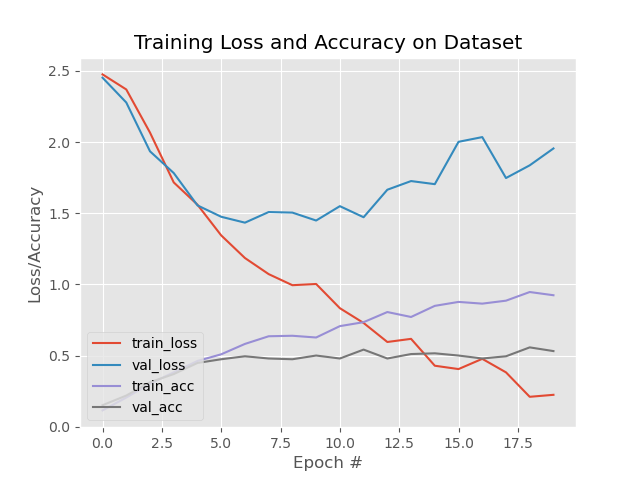 Training Loss and Accuracy on Dataset
2.5
2.0
1.5
1.0
0.5
0.0
Loss/Accuracy
train_loss
val_loss
train_acc
val_acc
0.0 2.5 5.0 7.5 10.0 12.5 15.0 17.5
Epoch #